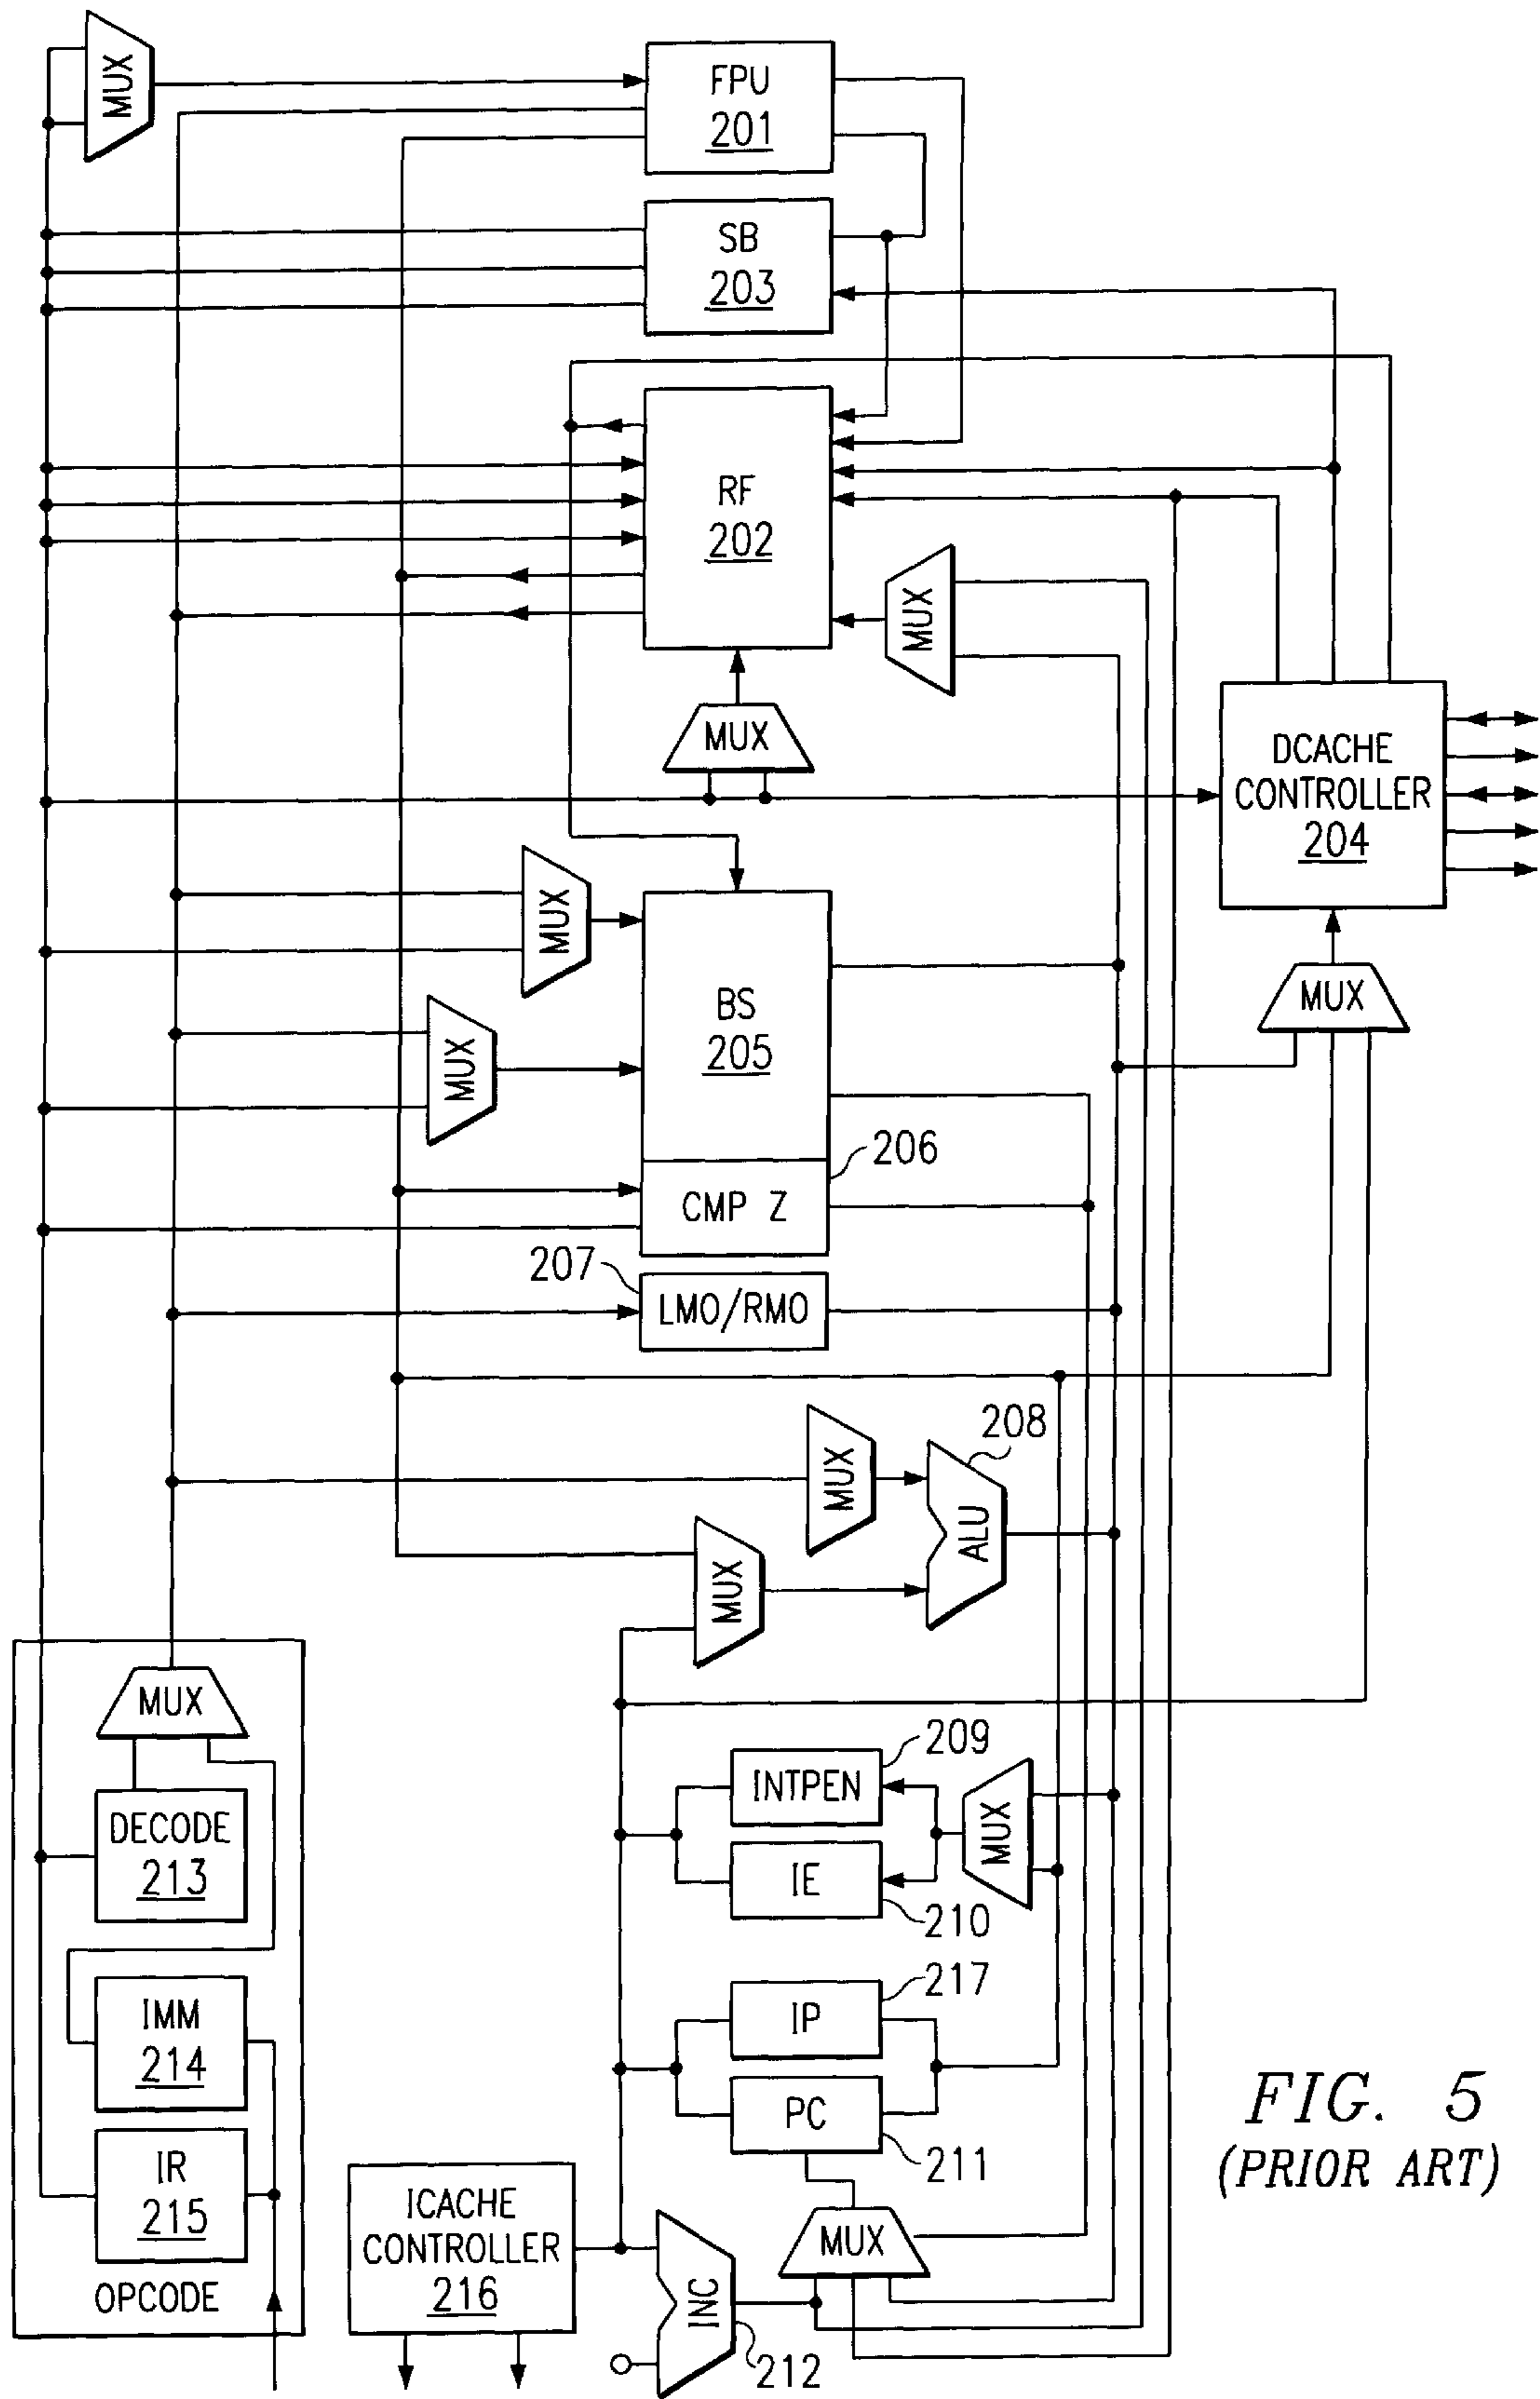 MUX
FPU
201
SB
203
RF
202
MUX
MUX
DCACHE
CONTROLLER
204
MUX
BS
205
MUX
MUX
206
CMP Z
207
LMO/RMO
208
MUX
ALU
MUX
MUX
209
INTPEN
MUX
DECODE
213
IE
210
217
IMM
214
IP
PC
211
IR
215
OPCODE
ICACHE
CONTROLLER
216
MUX
INC
212
FIG. 5
(PRIOR ART)